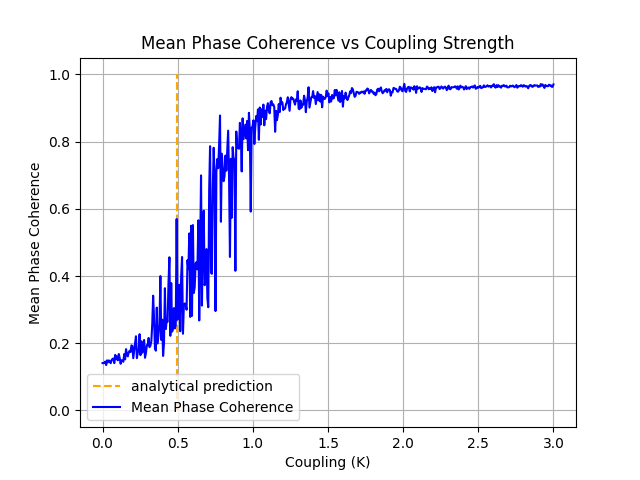 Mean Phase Coherence vs Coupling Strength
Mean Phase Coherence
1.0
0.8
0.6
0.4
0.2
0.0
analytical prediction
Mean Phase Coherence
0.0 0.5 1.0 1.5 2.0 2.5 3.0
Coupling (K)